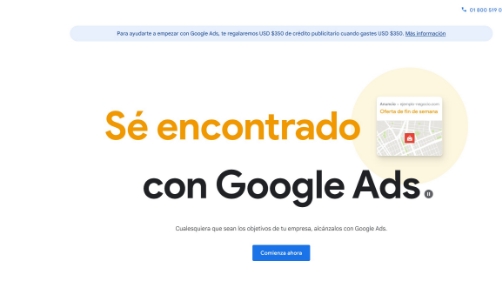 01 800 519 0
Para ayudarte a empezar con Google Ads, te regalaremos USD $350 de crédito publicitario cuando gastes USD $350. Más información
Anuncio · ejemplo-negocio.com
Oferta de fin de semana
Sé encontrado
con Google Ads.
Cualesquiera que sean los objetivos de tu empresa, alcánzalos con Google Ads.
Comienza ahora